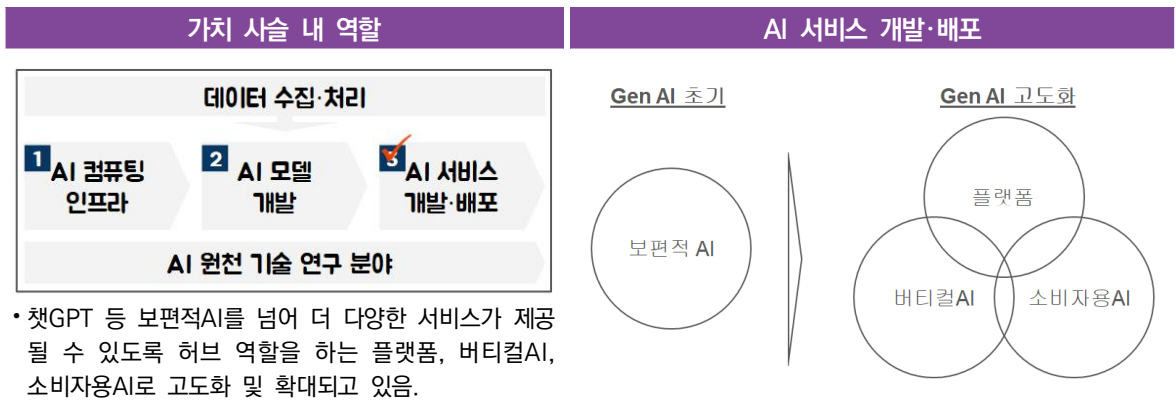 가치 사슬 내 역할
데이터 수집·처리
1
AI 컴퓨팅
인프라
2
AI 모델
개발
3
AI 서비스
개발·배포
AI 원천 기술 연구 분야
• 챗GPT 등 보편적AI를 넘어 더 다양한 서비스가 제공
될 수 있도록 허브 역할을 하는 플랫폼, 버티컬AI,
소비자용AI로 고도화 및 확대되고 있음.
AI 서비스 개발·배포
Gen AI 초기
보편적 AI
Gen AI 고도화
플랫폼
버티컬AI
소비자용AI